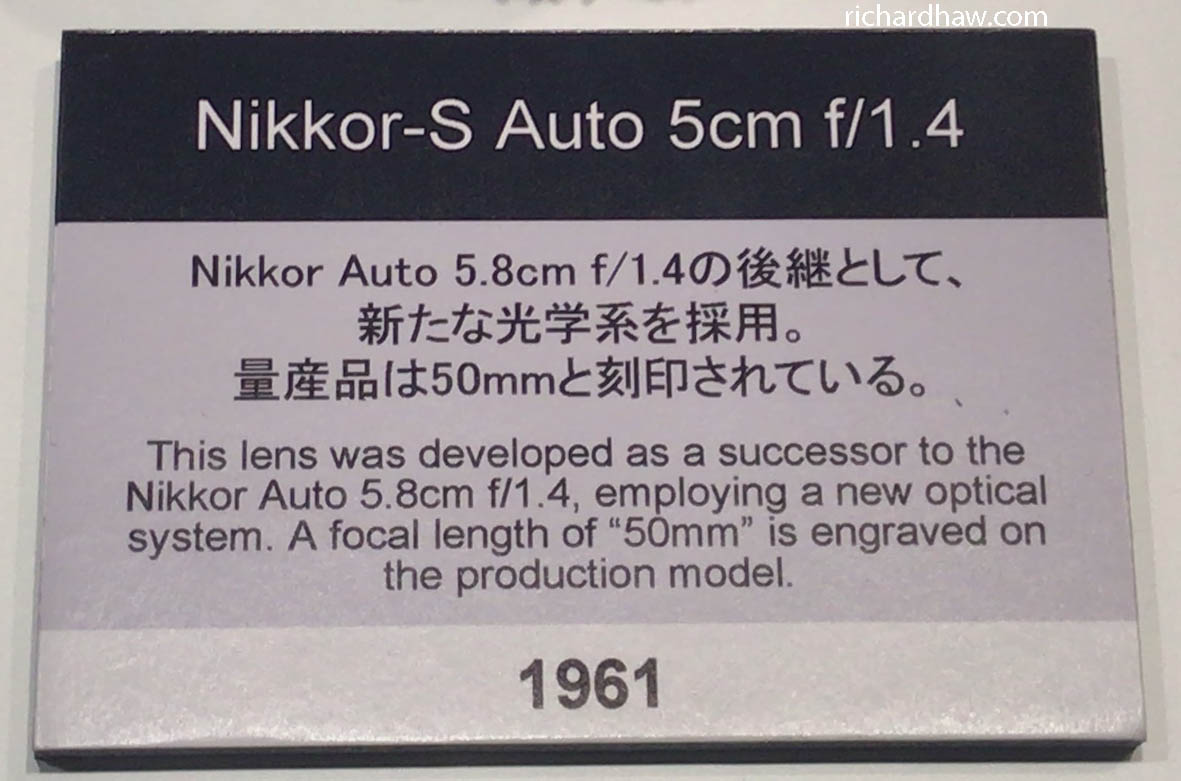 richardhaw.com
Nikkor-S Auto 5cm f/1.4
Nikkor Auto 5.8cm f/1.4の後継として、
新たな光学系を採用。
量産品は50mmと刻印されている。
This lens was developed as a successor to the
Nikkor Auto 5.8cm f/1.4, employing a new optical
system. A focal length of “50mm” is engraved on
the production model.
1961